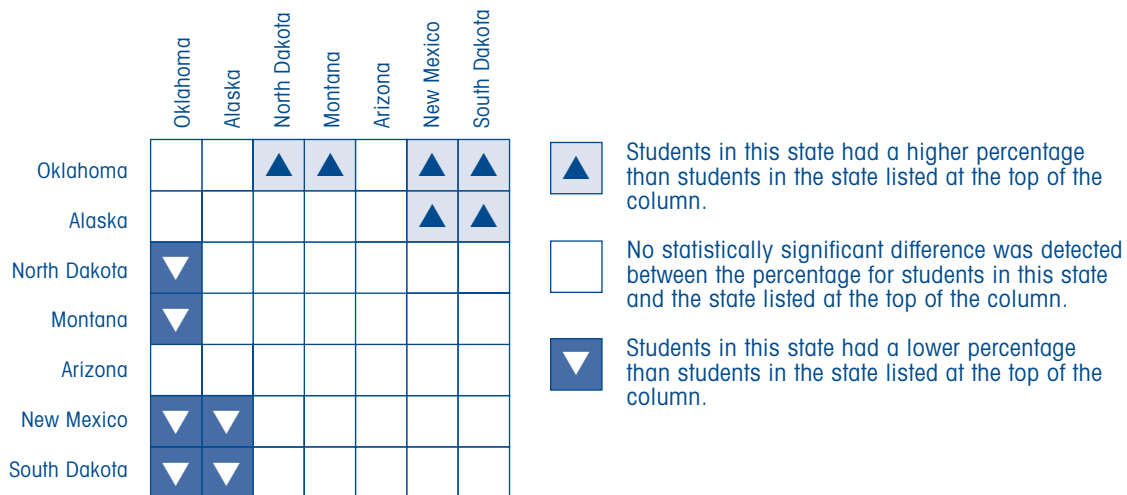 Oklahoma
Alaska
North Dakota
Montana
Arizona
New Mexico
South Dakota
Oklahoma
Alaska
North Dakota
Montana
Arizona
New Mexico
South Dakota
Students in this state had a higher percentage
than students in the state listed at the top of the
column.
No statistically significant difference was detected
between the percentage for students in this state
and the state listed at the top of the column.
Students in this state had a lower percentage
than students in the state listed at the top of the
column.